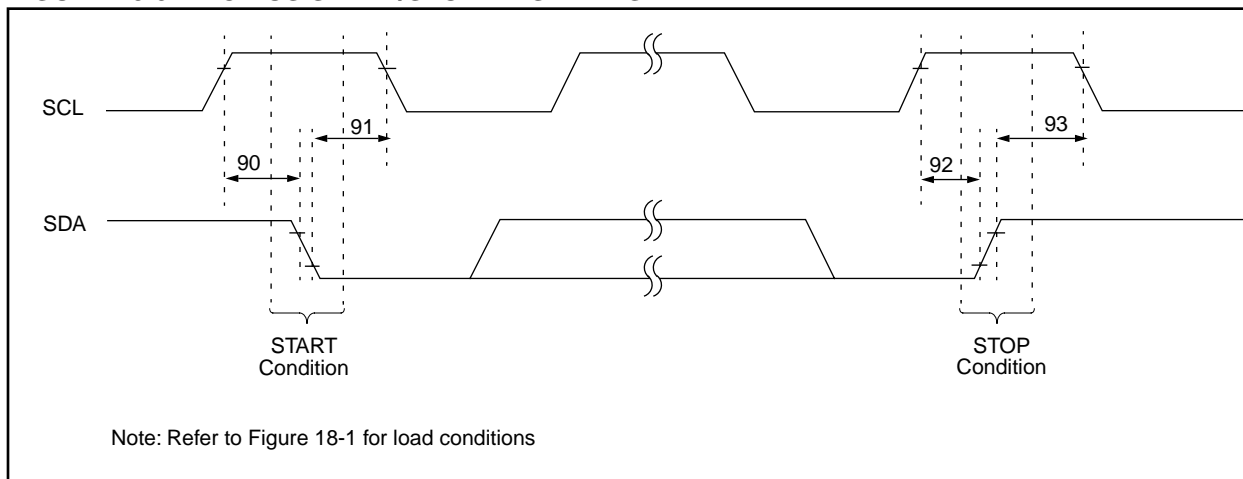 SCL
91
93
90
92
SDA
START
Condition
STOP
Condition
Note: Refer to Figure 18-1 for load conditions